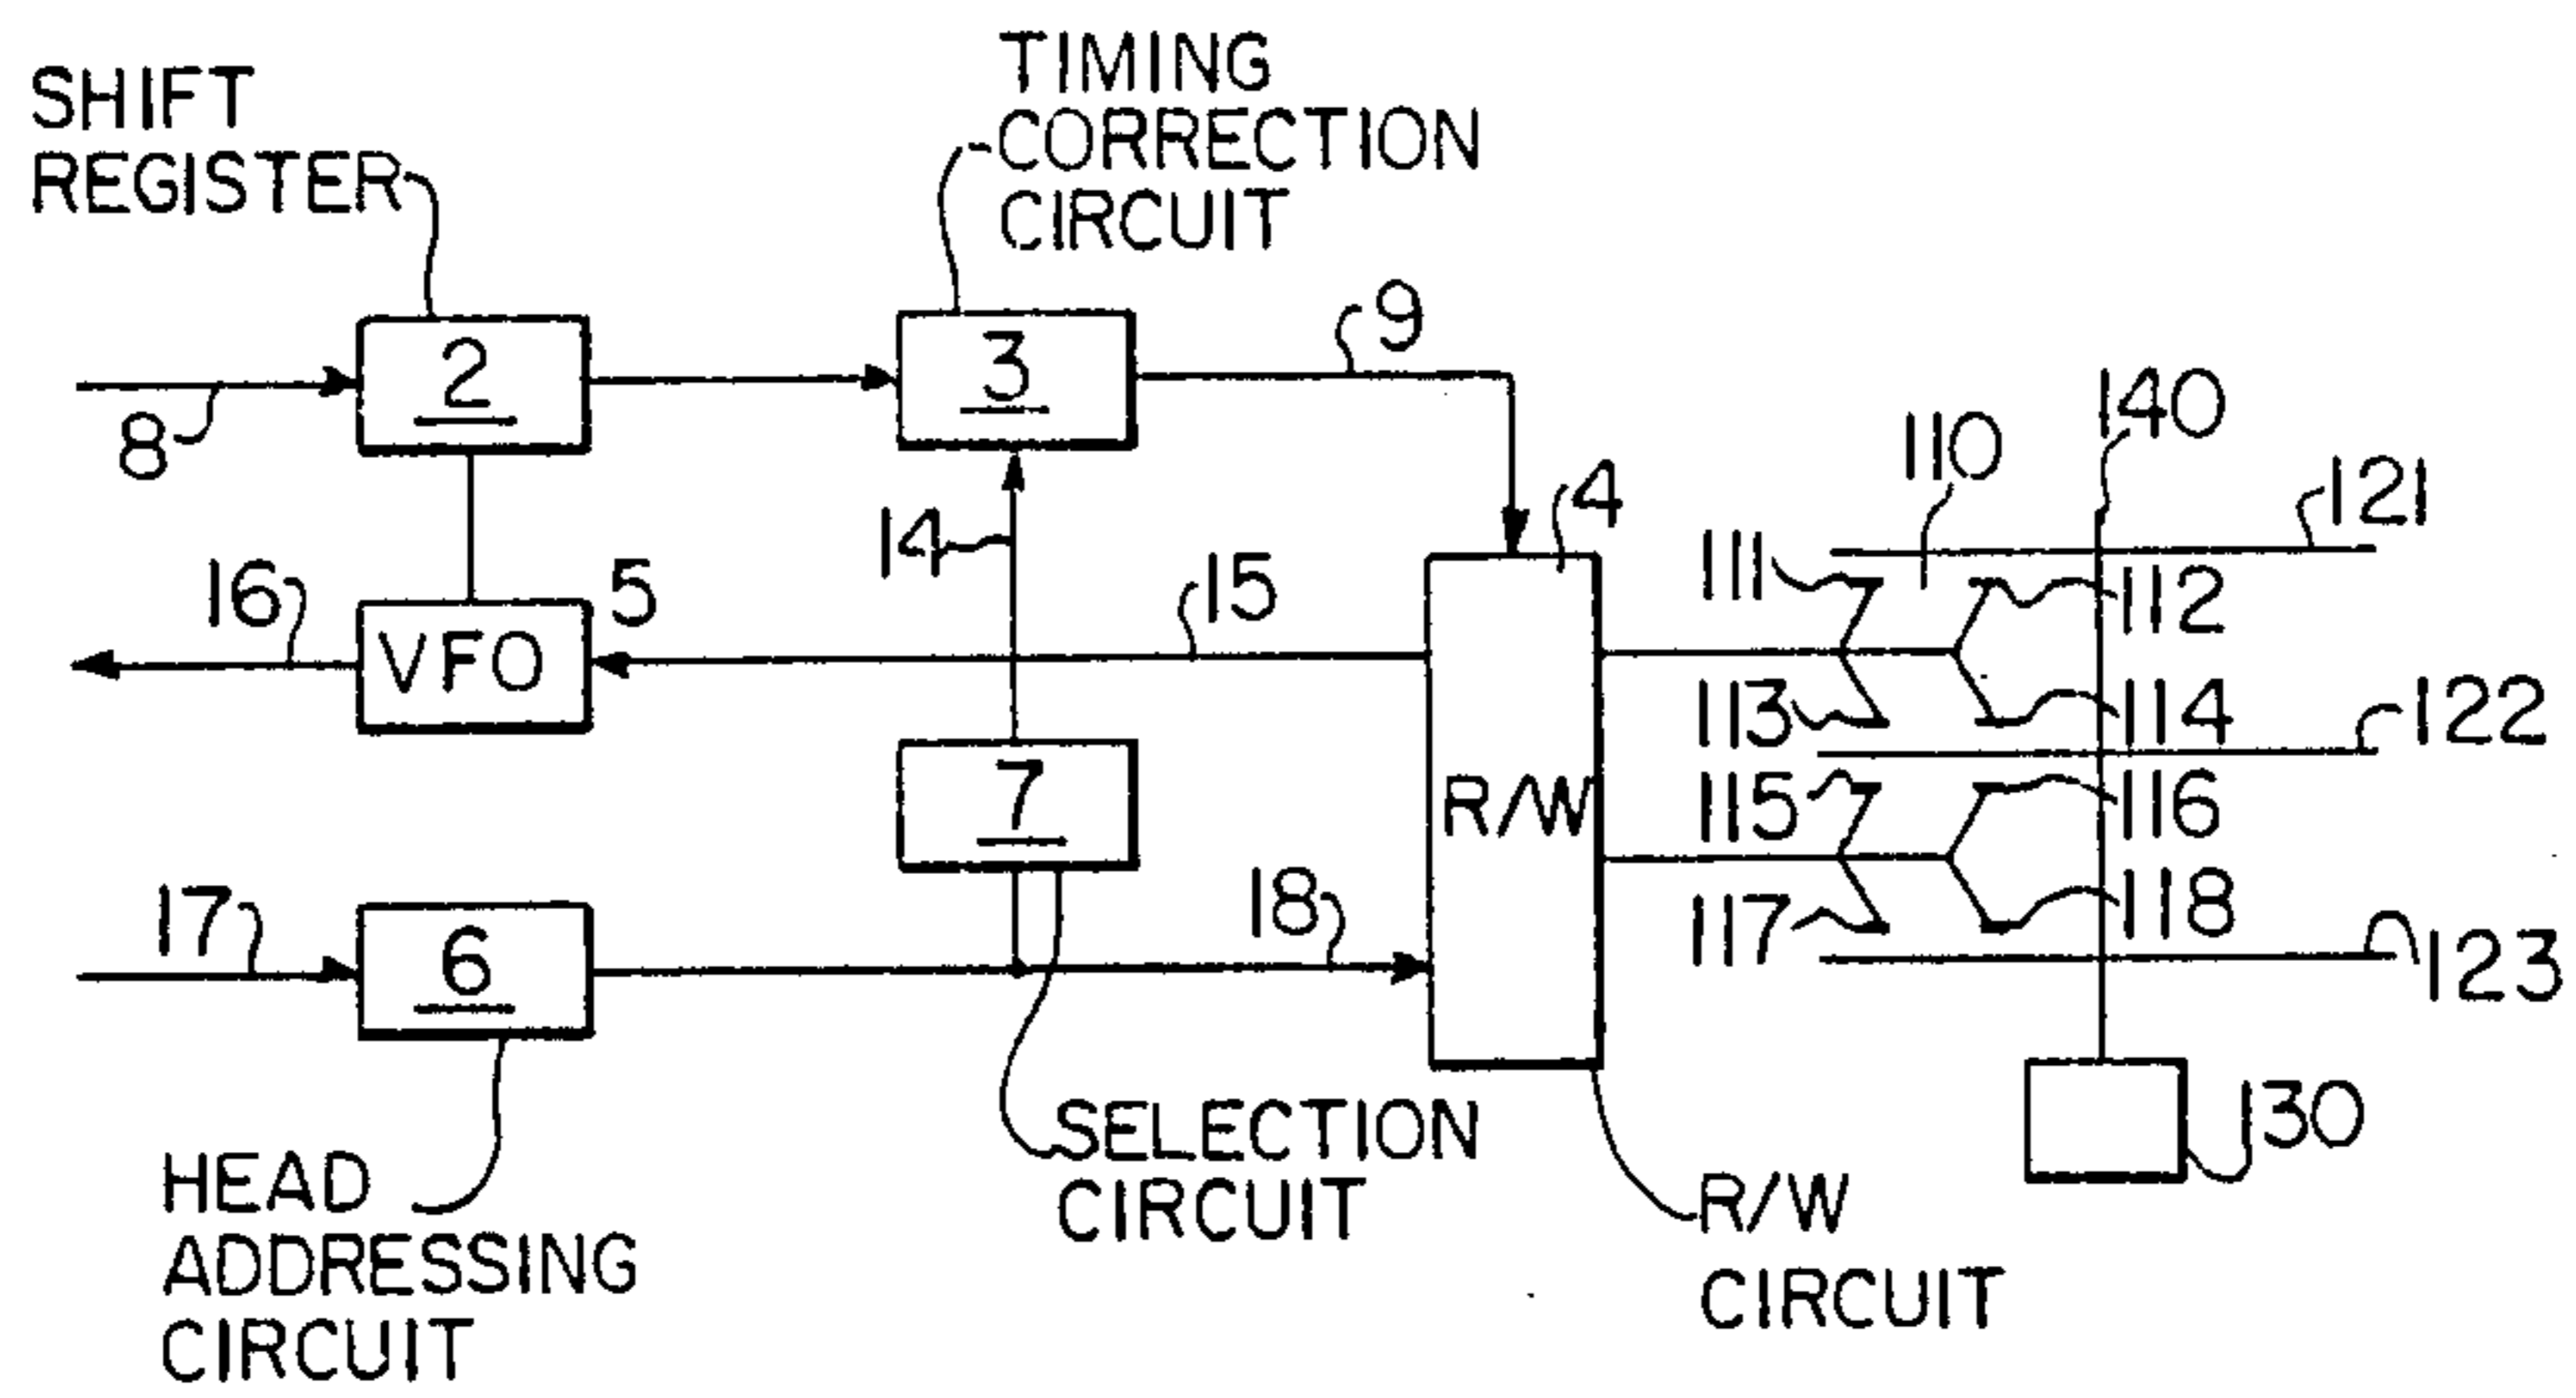 SHIFT
REGISTER
TIMING
CORRECTION
CIRCUIT
2
3
9
8
140
110
4
121
14
111
16
5
15
112
VFO
113
114
122
7
R/W
115
116
17
6
18
117
118
123
130
HEAD
ADDRESSING
CIRCUIT
SELECTION
CIRCUIT
R/W
CIRCUIT